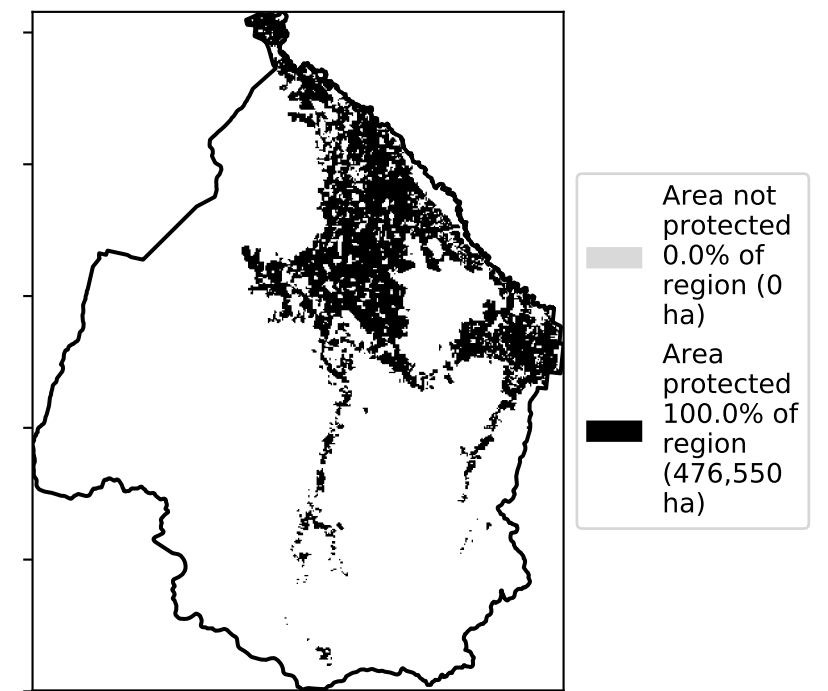 Area not
protected
0.0% of
region (0
ha)
Area
protected
100.0% of
region
(476,550
ha)